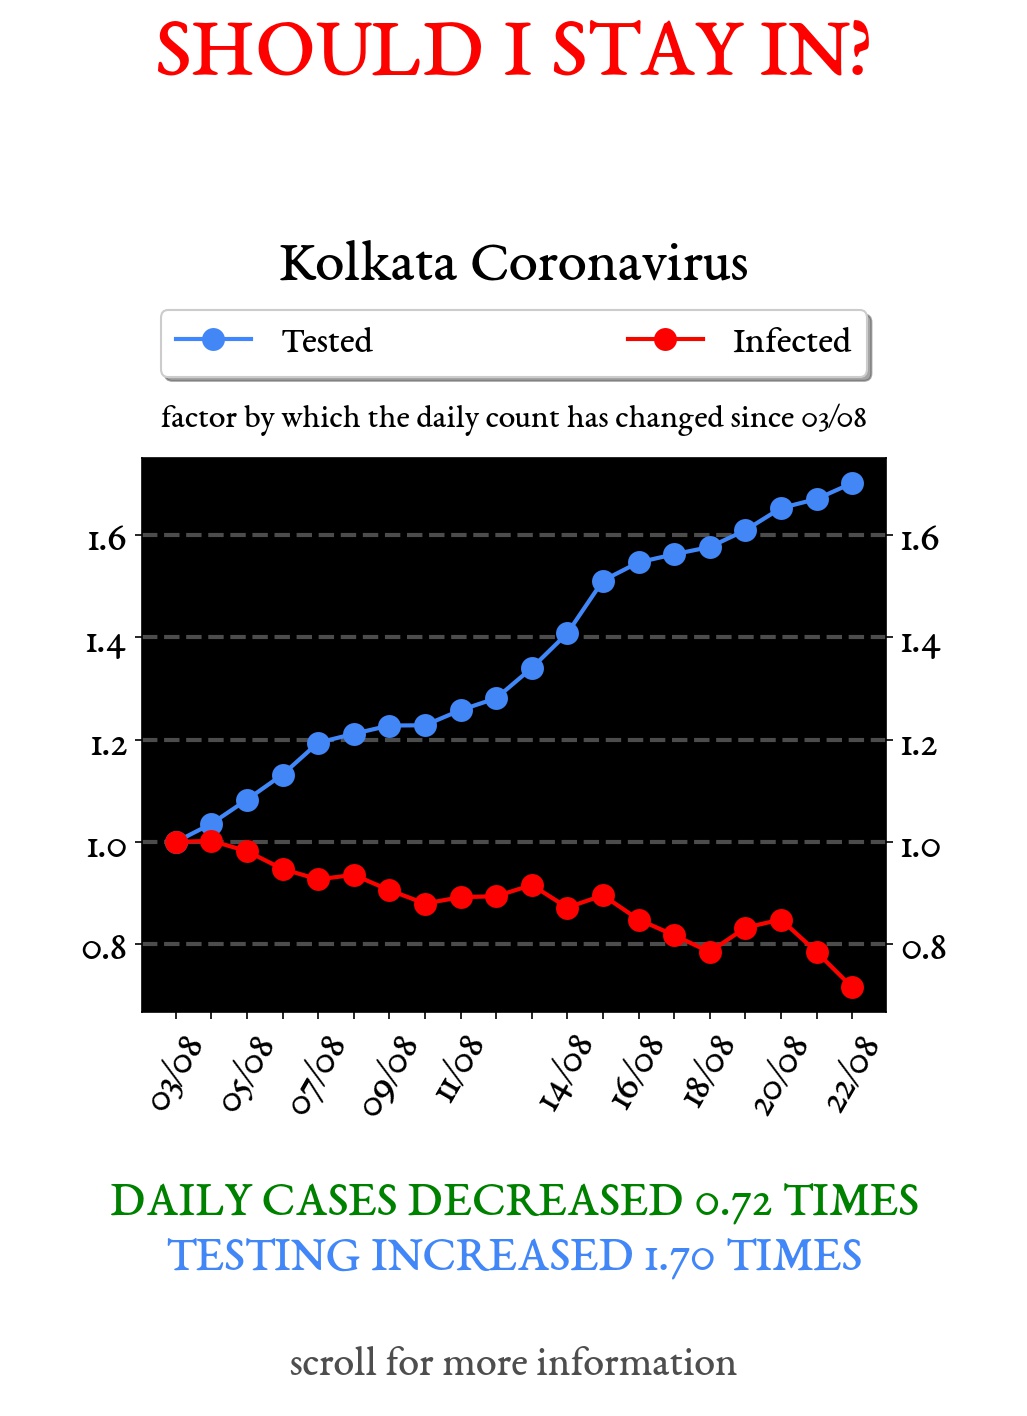 SHOULD I STAY IN?
Kolkata Coronavirus
Tested Infected
factor by which the daily count has changed since 03/08
1.6 1.6
1.4 1.4
1.2 1.2
1.0 1.0
0.8 0.8
03/08 05/08 07/08 09/08 11/08 14/08 16/08 18/08 20/08 22/08
DAILY CASES DECREASED 0.72 TIMES
TESTING INCREASED 1.70 TIMES
scroll for more information